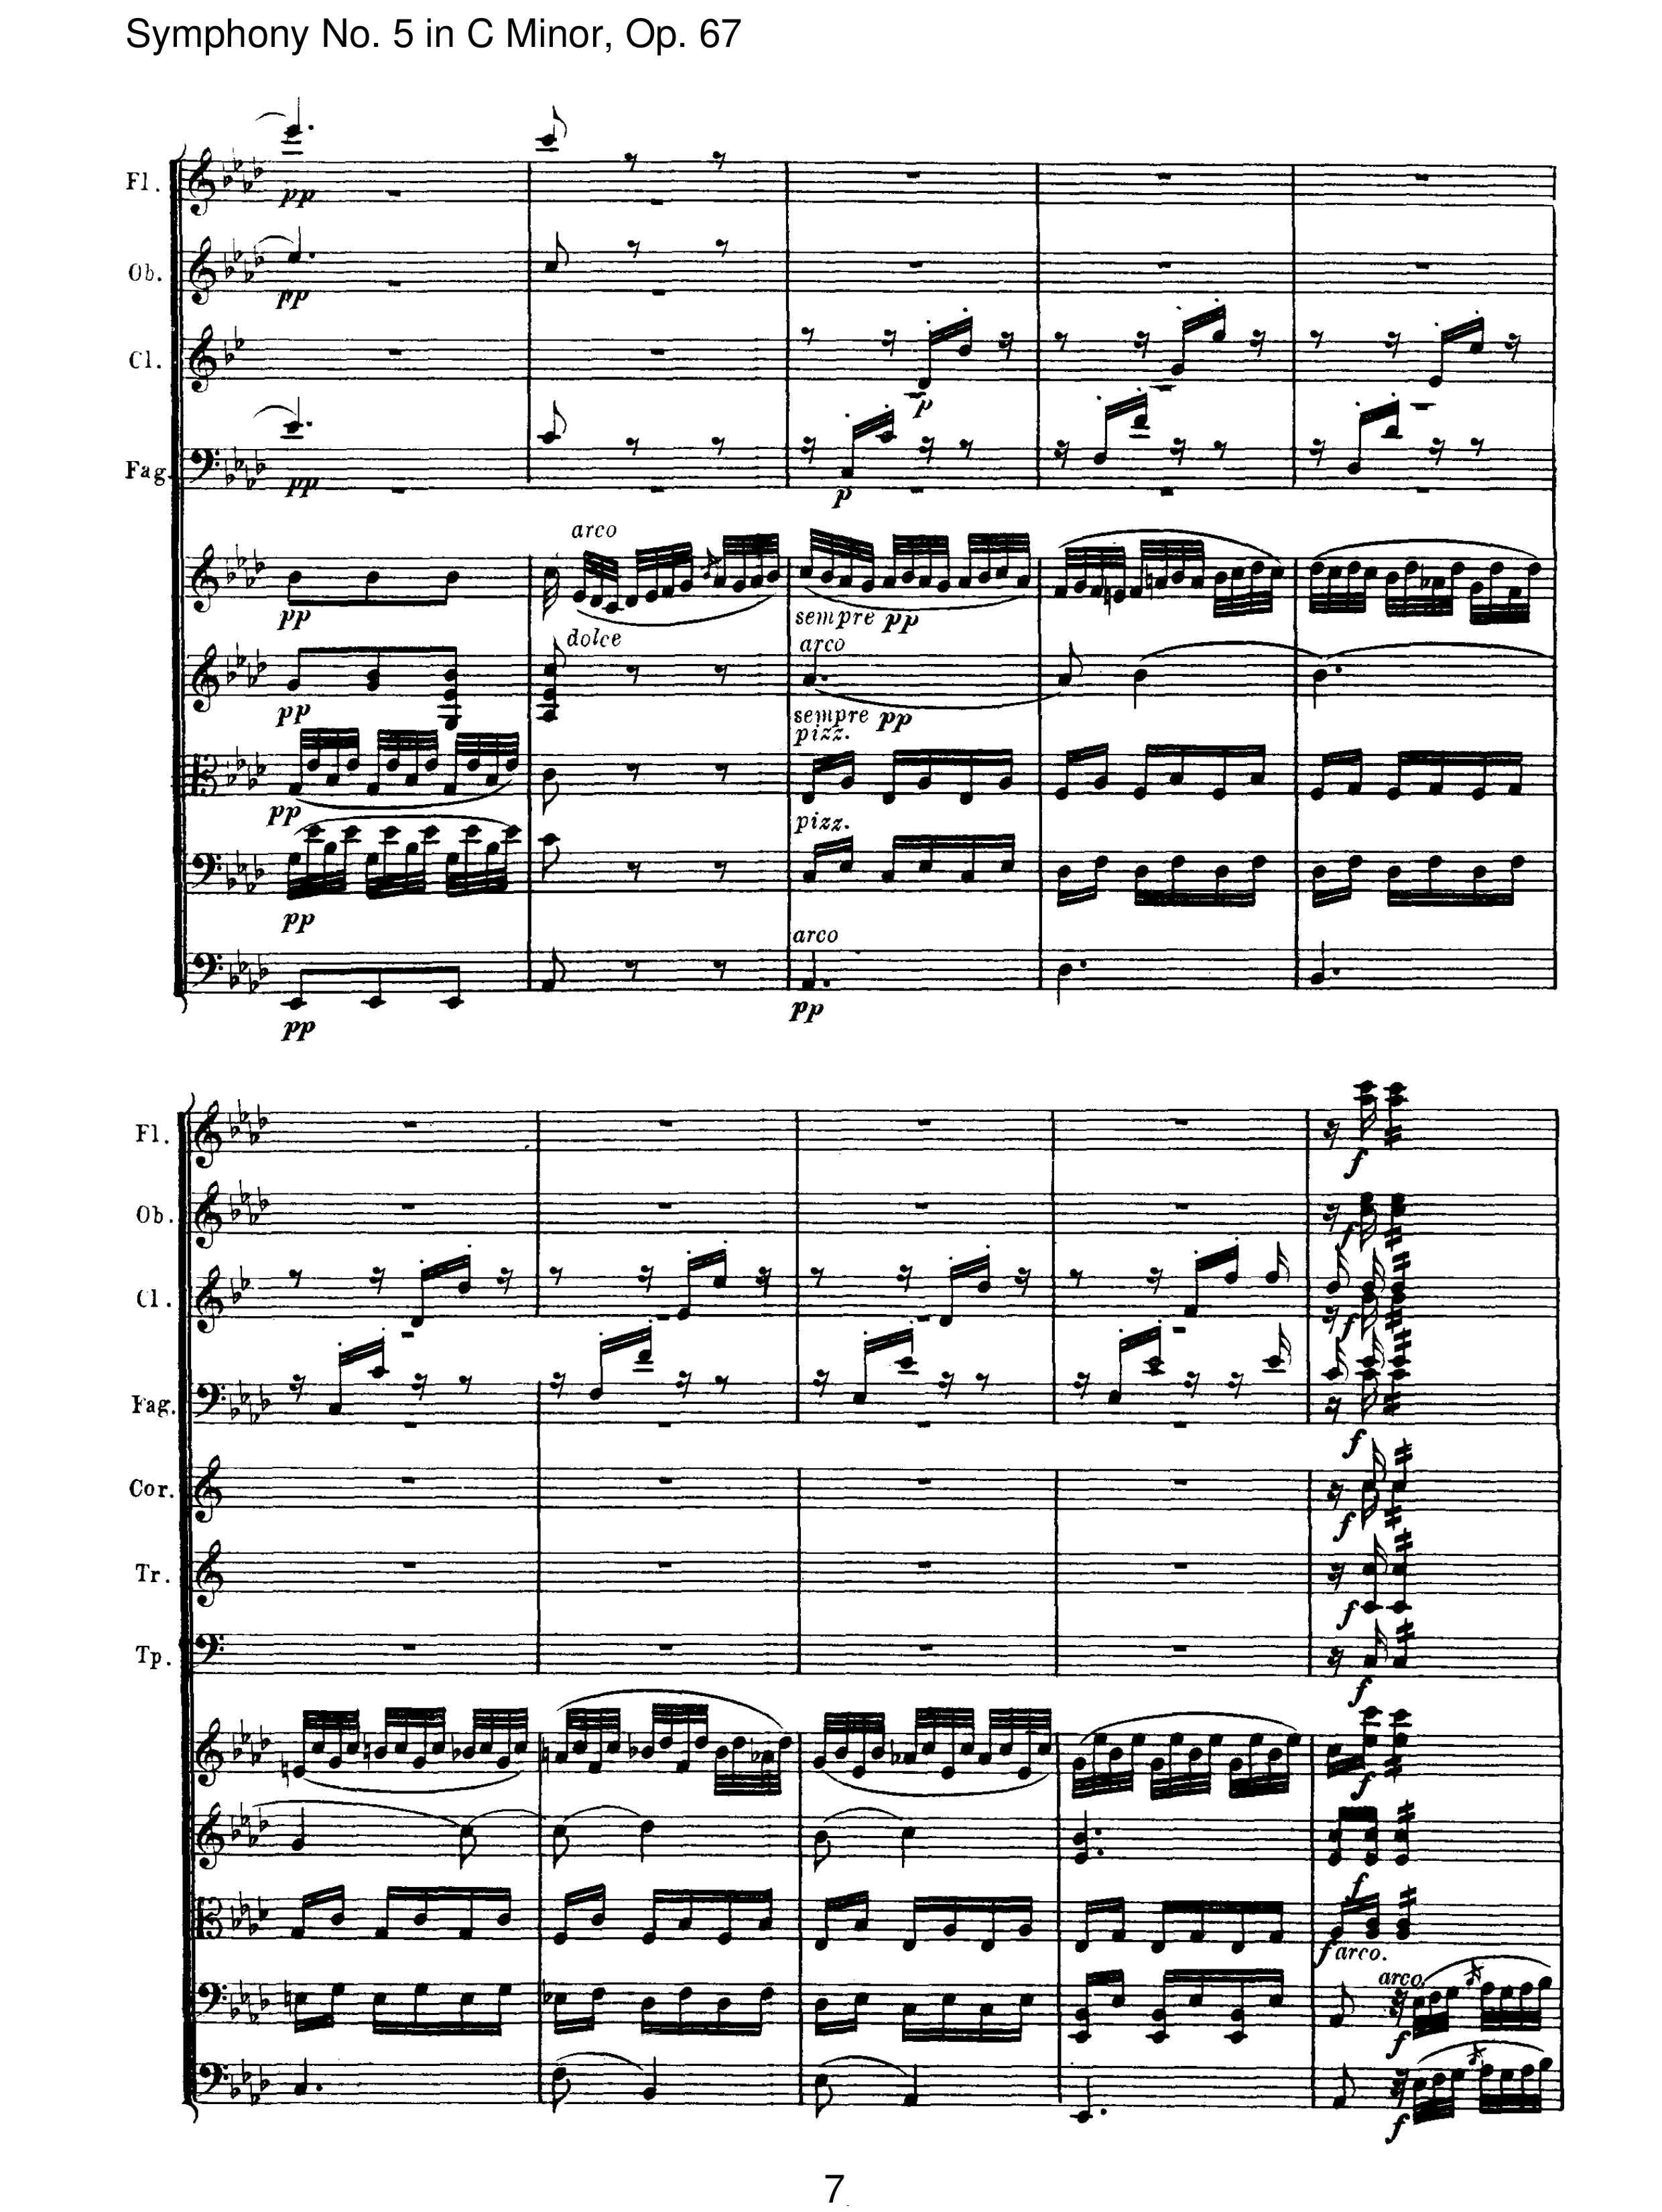 Symphony No. 5 in C Minor, Op. 67
Fl.
pp
Ob.
pp
Cl.
p
Fag.
pp
p
arco
pp
dolce
sempre pp
arco
pp
sempre pp
pizz.
pp
pizz.
pp
arco
pp
pp
Fl.
f
Ob.
f
Cl.
f
Fag.
f
Cor.
f
Tr.
f
Tp.
f
f
f
f arco.
arco.
f
f
7